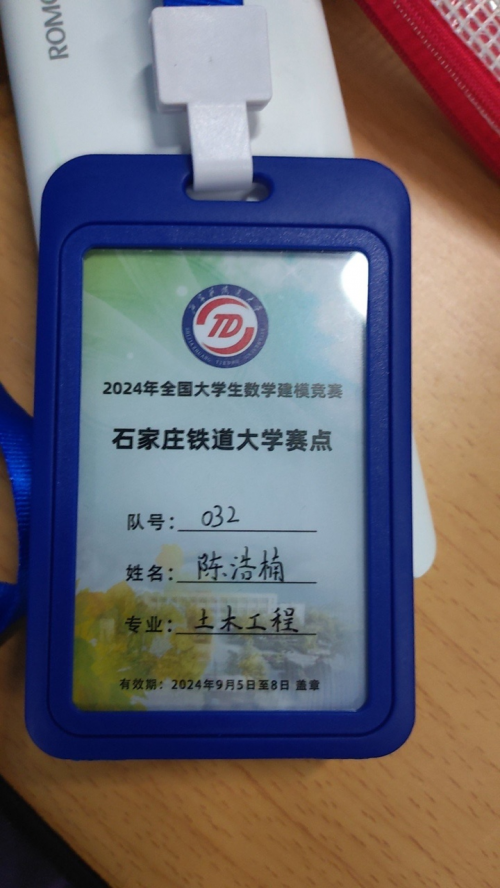 ROMO
2024年全国大学生数学建模竞赛
石家庄铁道大学赛点
队号：032
姓名：陈浩楠
专业：土木工程
有效期：2024年9月5日至8日 盖章